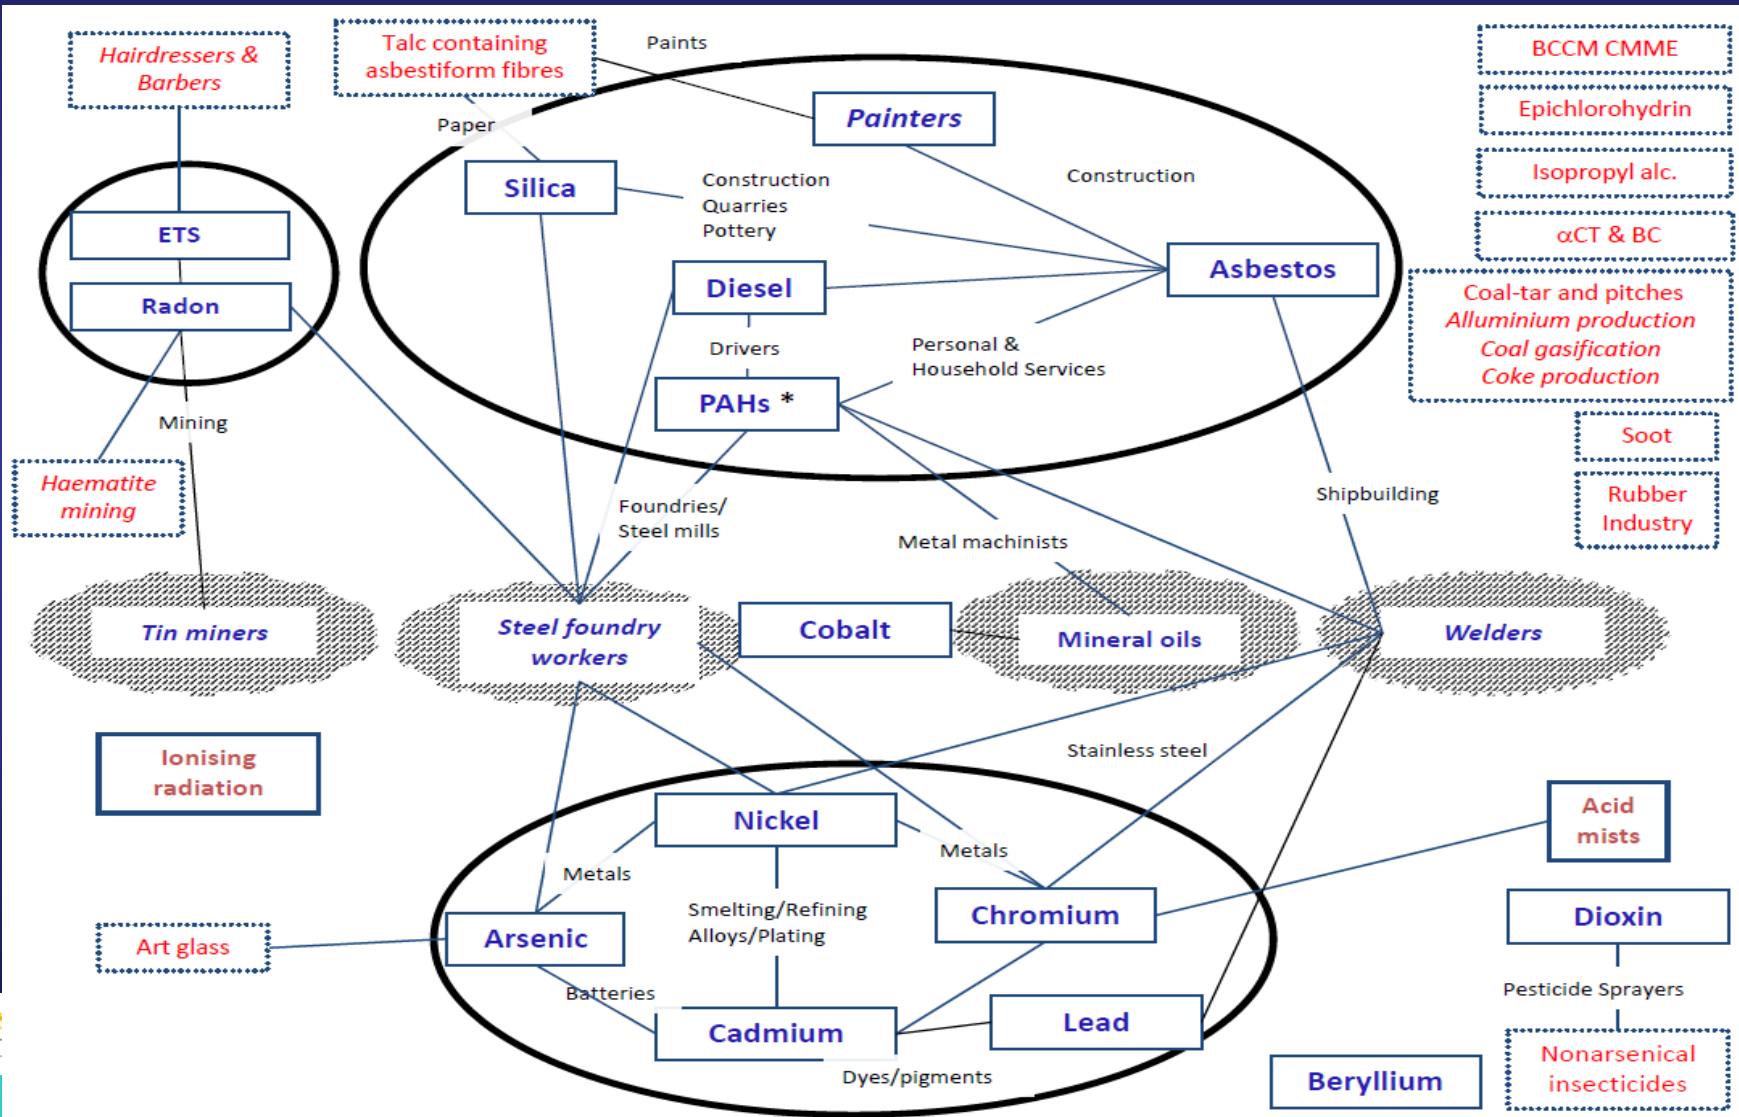 Hairdressers &
Barbers
Talc containing
asbestiform fibres
Paints
BCCM CMME
Epichlorohydrin
Isopropyl alc.
αCT & BC
Coal-tar and pitches
Alluminium production
Coal gasification
Coke production
Soot
Rubber
Industry
Paper
Painters
Silica
Construction
Quarries
Pottery
Construction
ETS
Radon
Diesel
Asbestos
Drivers
Personal &
Household Services
PAHs *
Mining
Haematite
mining
Foundries/
Steel mills
Metal machinists
Shipbuilding
Tin miners
Steel foundry
workers
Cobalt
Mineral oils
Welders
Ionising
radiation
Stainless steel
Nickel
Acid
mists
Metals
Metals
Smelting/Refining
Alloys/Plating
Chromium
Dioxin
Art glass
Arsenic
Batteries
Pesticide Sprayers
Cadmium
Lead
Dyes/pigments
Beryllium
Nonarsenical
insecticides